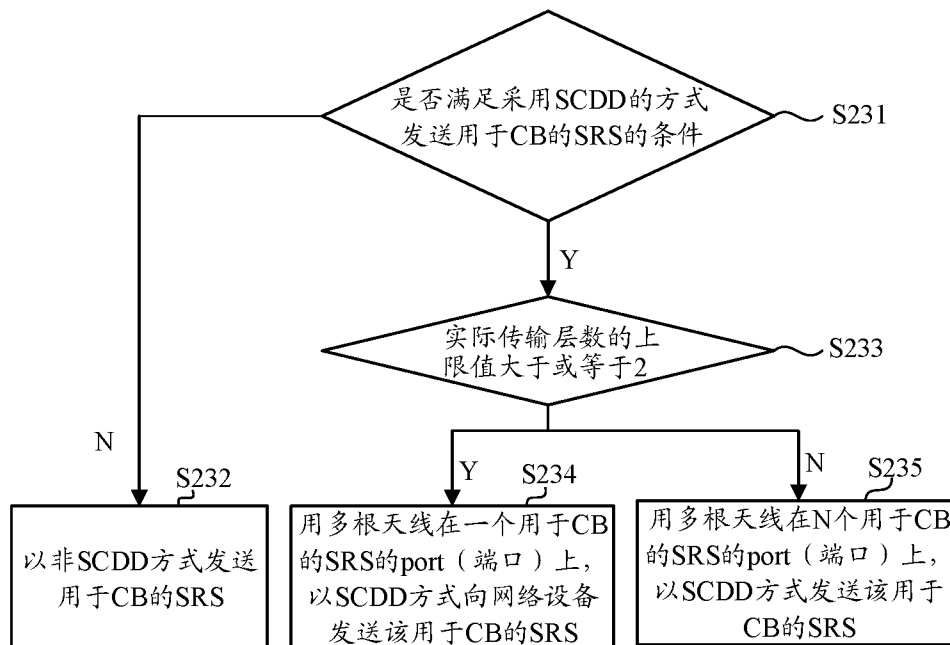 是否满足采用SCDD的方式
发送用于CB的SRS的条件
S231
Y
实际传输层数的上
限值大于或等于2
S233
N
Y
N
S232
S234
S235
以非SCDD方式发送
用于CB的SRS
用多根天线在一个用于CB
的SRS的port（端口）上，
以SCDD方式向网络设备
发送该用于CB的SRS
用多根天线在N个用于CB
的SRS的port（端口）上，
以SCDD方式发送该用于
CB的SRS